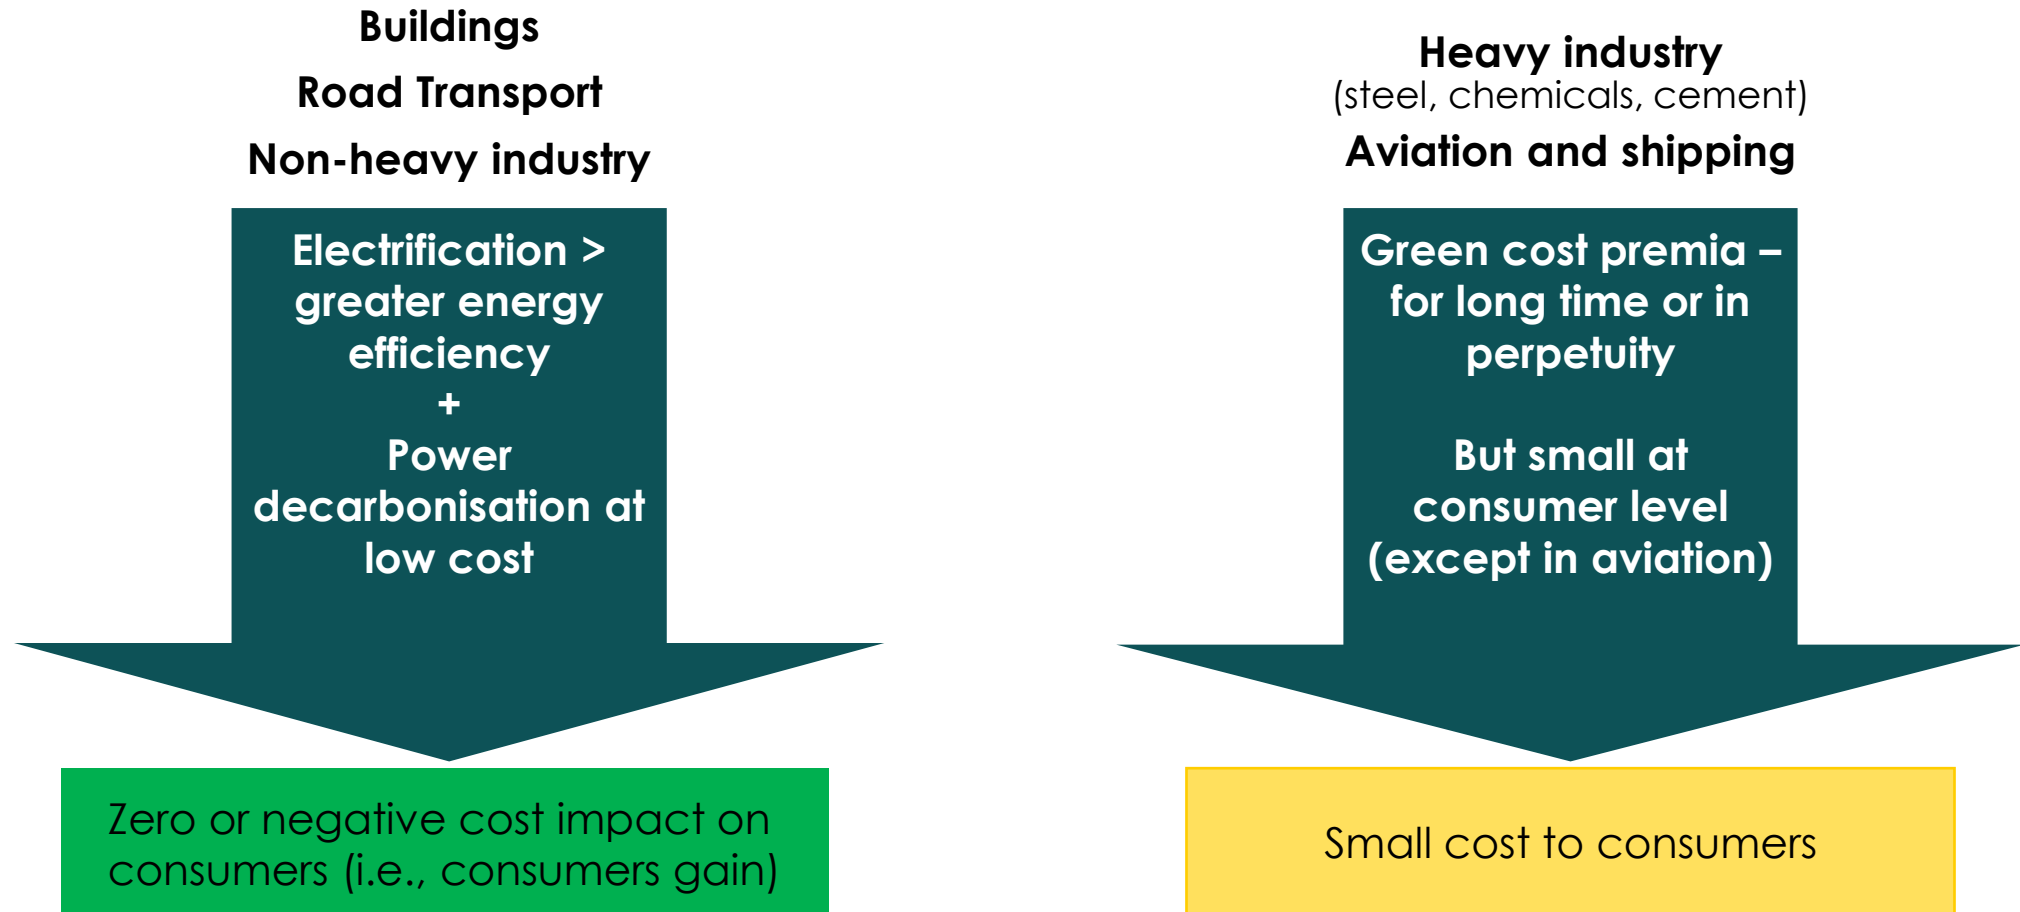 Buildings
Road Transport
Non-heavy industry
Electrification >
greater energy
efficiency
+
Power
decarbonisation at
low cost
Zero or negative cost impact on
consumers (i.e., consumers gain)
Heavy industry
(steel, chemicals, cement)
Aviation and shipping
Green cost premia –
for long time or in
perpetuity
But small at
consumer level
(except in aviation)
Small cost to consumers